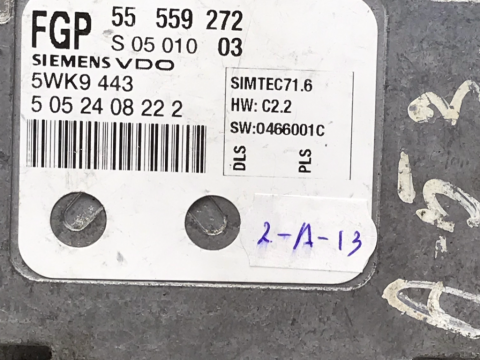 FGP 55 559 272
S 05 010 03
SIEMENS VDO
5WK9 443
5 05 24 08 22 2
SIMTEC71.6
HW: C2.2
SW:0466001C
DLS
PLS
2-A-13